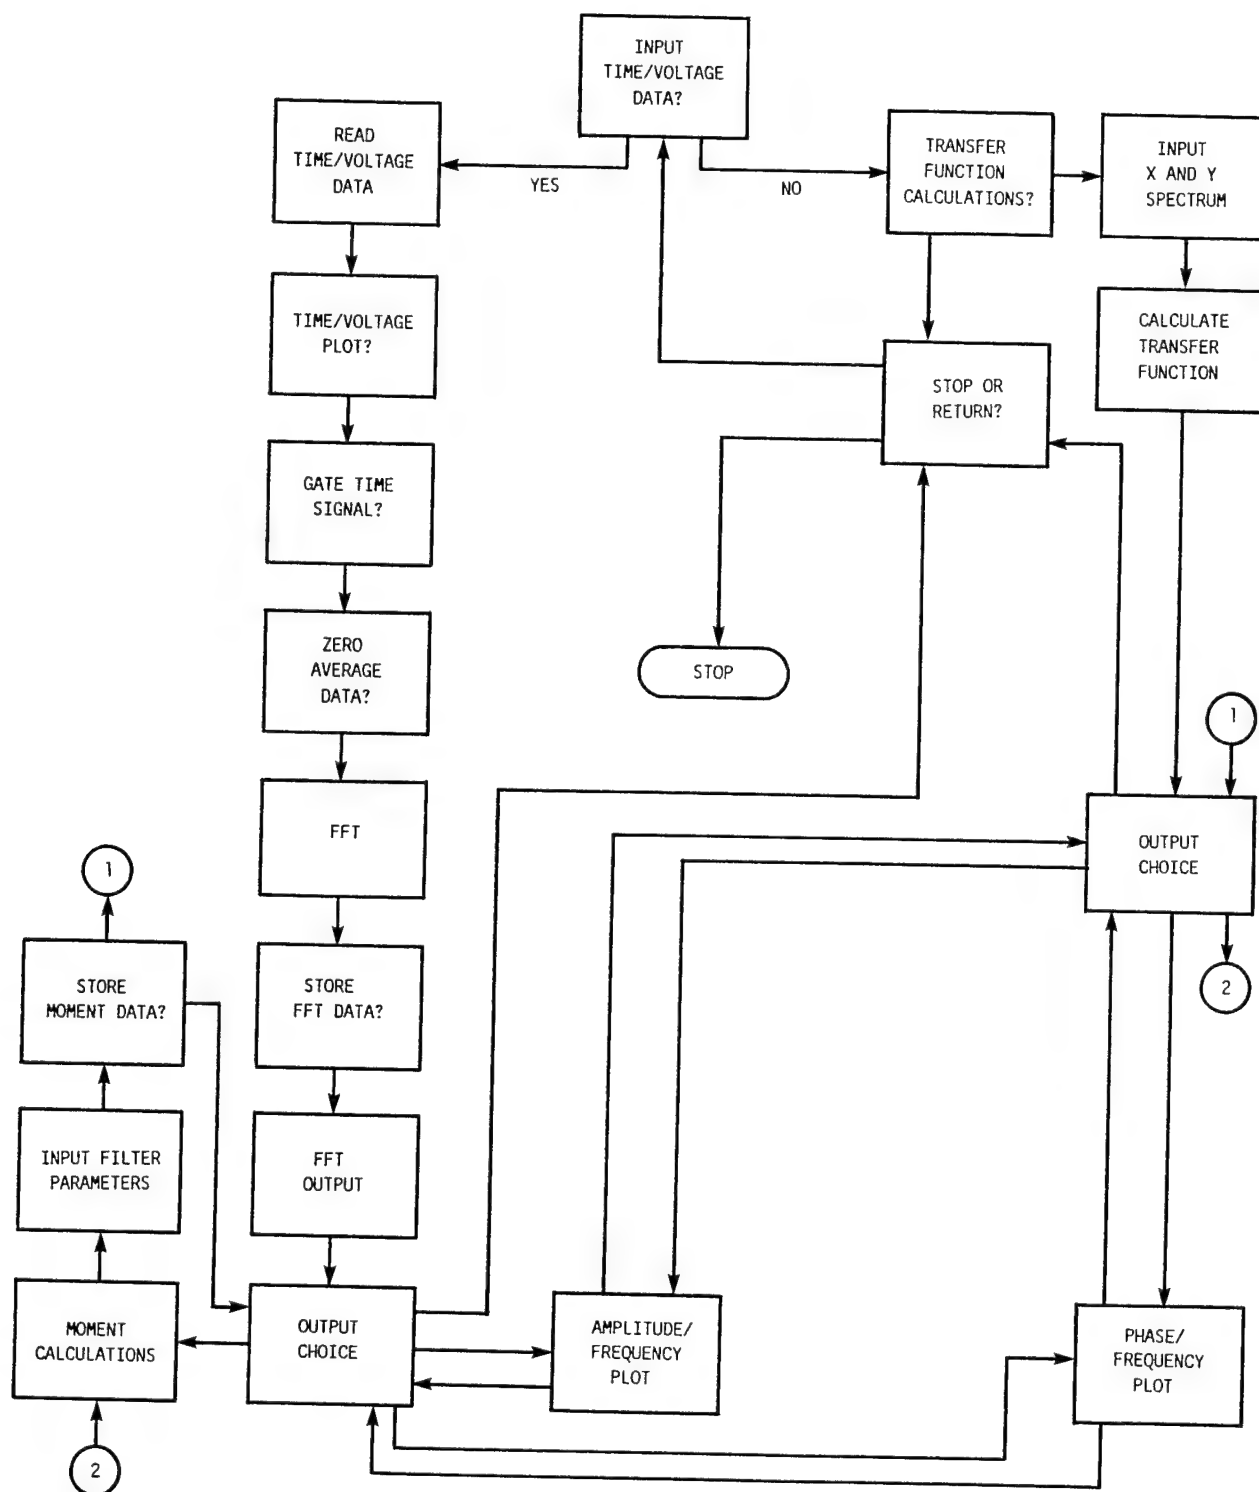 INPUT
TIME/VOLTAGE
DATA?
READ
TIME/VOLTAGE
DATA
YES
NO
TRANSFER
FUNCTION
CALCULATIONS?
INPUT
X AND Y
SPECTRUM
TIME/VOLTAGE
PLOT?
CALCULATE
TRANSFER
FUNCTION
STOP OR
RETURN?
GATE TIME
SIGNAL?
ZERO
AVERAGE
DATA?
STOP
1
FFT
OUTPUT
CHOICE
1
STORE
MOMENT DATA?
STORE
FFT DATA?
2
INPUT FILTER
PARAMETERS
FFT
OUTPUT
MOMENT
CALCULATIONS
OUTPUT
CHOICE
AMPLITUDE/
FREQUENCY
PLOT
PHASE/
FREQUENCY
PLOT
2